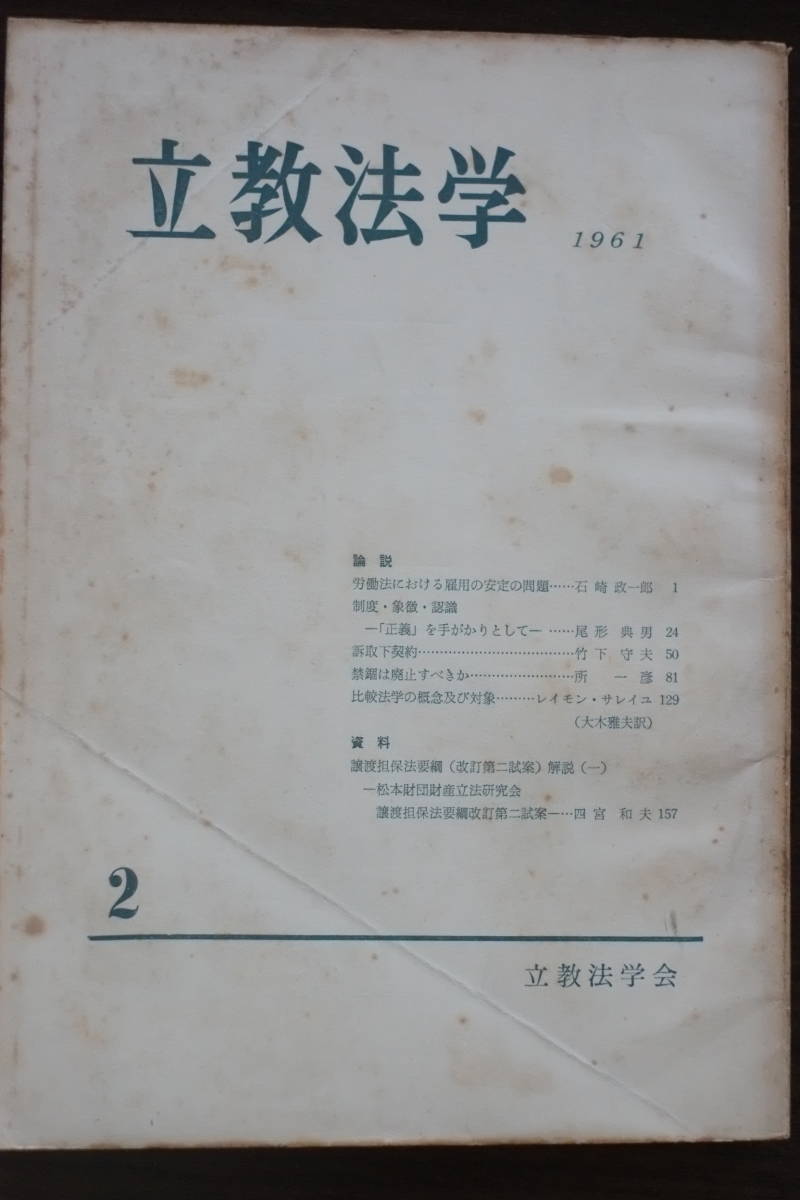 立教法学
1961
論説
労働法における雇用の安定の問題……石崎政一郎 1
制度・象徴・認識
―「正義」を手がかりとして― ……尾形典男 24
訴取下契約………………………………竹下守夫 50
禁錮は廃止すべきか……………………所一彦 81
比較法学の概念及び対象………レイモン・サレイユ 129
（大木雅夫訳）
資料
譲渡担保法要綱（改訂第二試案）解説（一）
―松本財団財産立法研究会
譲渡担保法要綱改訂第二試案―…四宮和夫 157
2
立教法学会